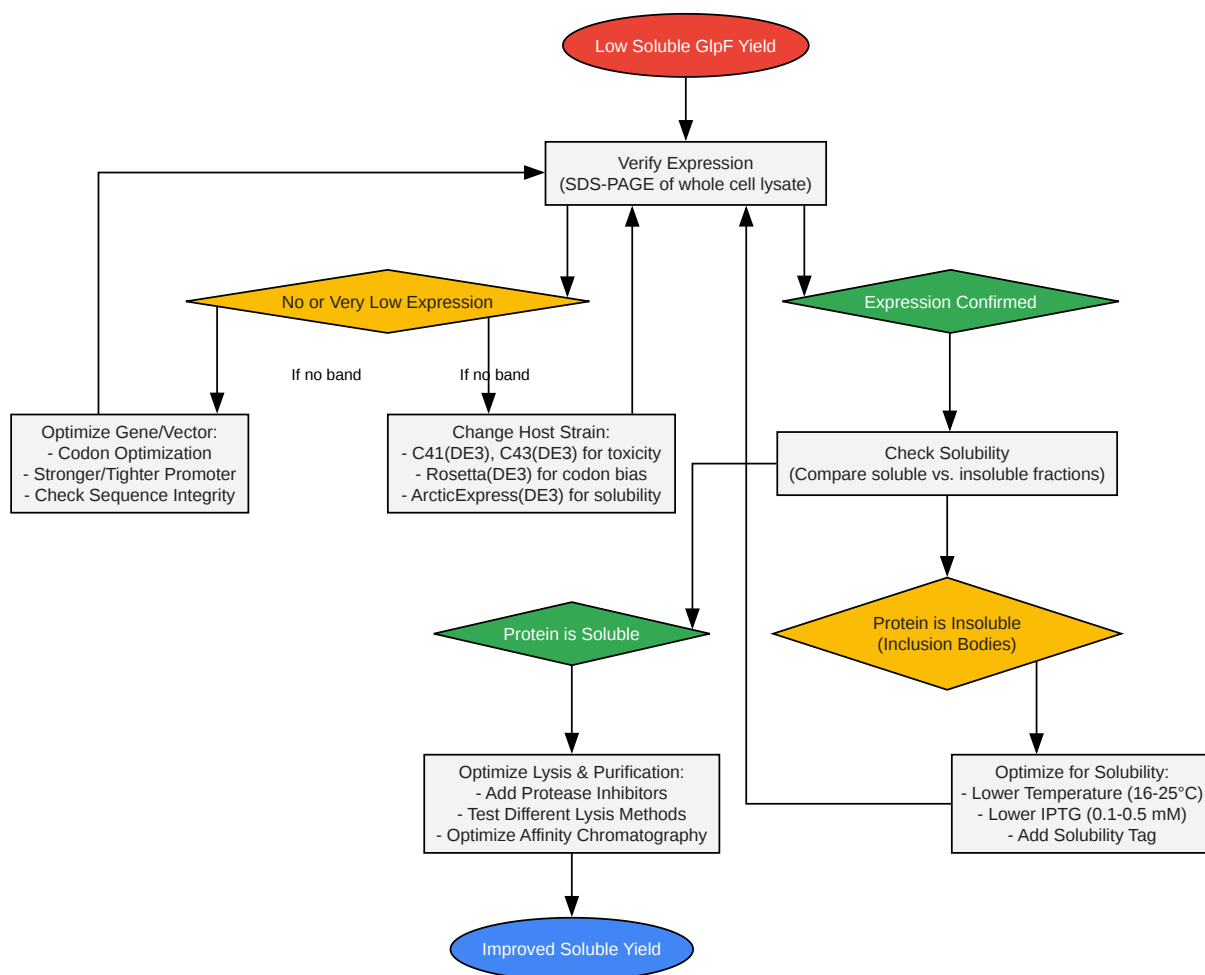 Low Soluble GlpF Yield
Verify Expression
(SDS-PAGE of whole cell lysate)
No or Very Low Expression
Expression Confirmed
If no band
If no band
Optimize Gene/Vector:
- Codon Optimization
- Stronger/Tighter Promoter
- Check Sequence Integrity
Change Host Strain:
- C41(DE3), C43(DE3) for toxicity
- Rosetta(DE3) for codon bias
- ArcticExpress(DE3) for solubility
Check Solubility
(Compare soluble vs. insoluble fractions)
Protein is Soluble
Protein is Insoluble
(Inclusion Bodies)
Optimize Lysis & Purification:
- Add Protease Inhibitors
- Test Different Lysis Methods
- Optimize Affinity Chromatography
Optimize for Solubility:
- Lower Temperature (16-25°C)
- Lower IPTG (0.1-0.5 mM)
- Add Solubility Tag
Improved Soluble Yield